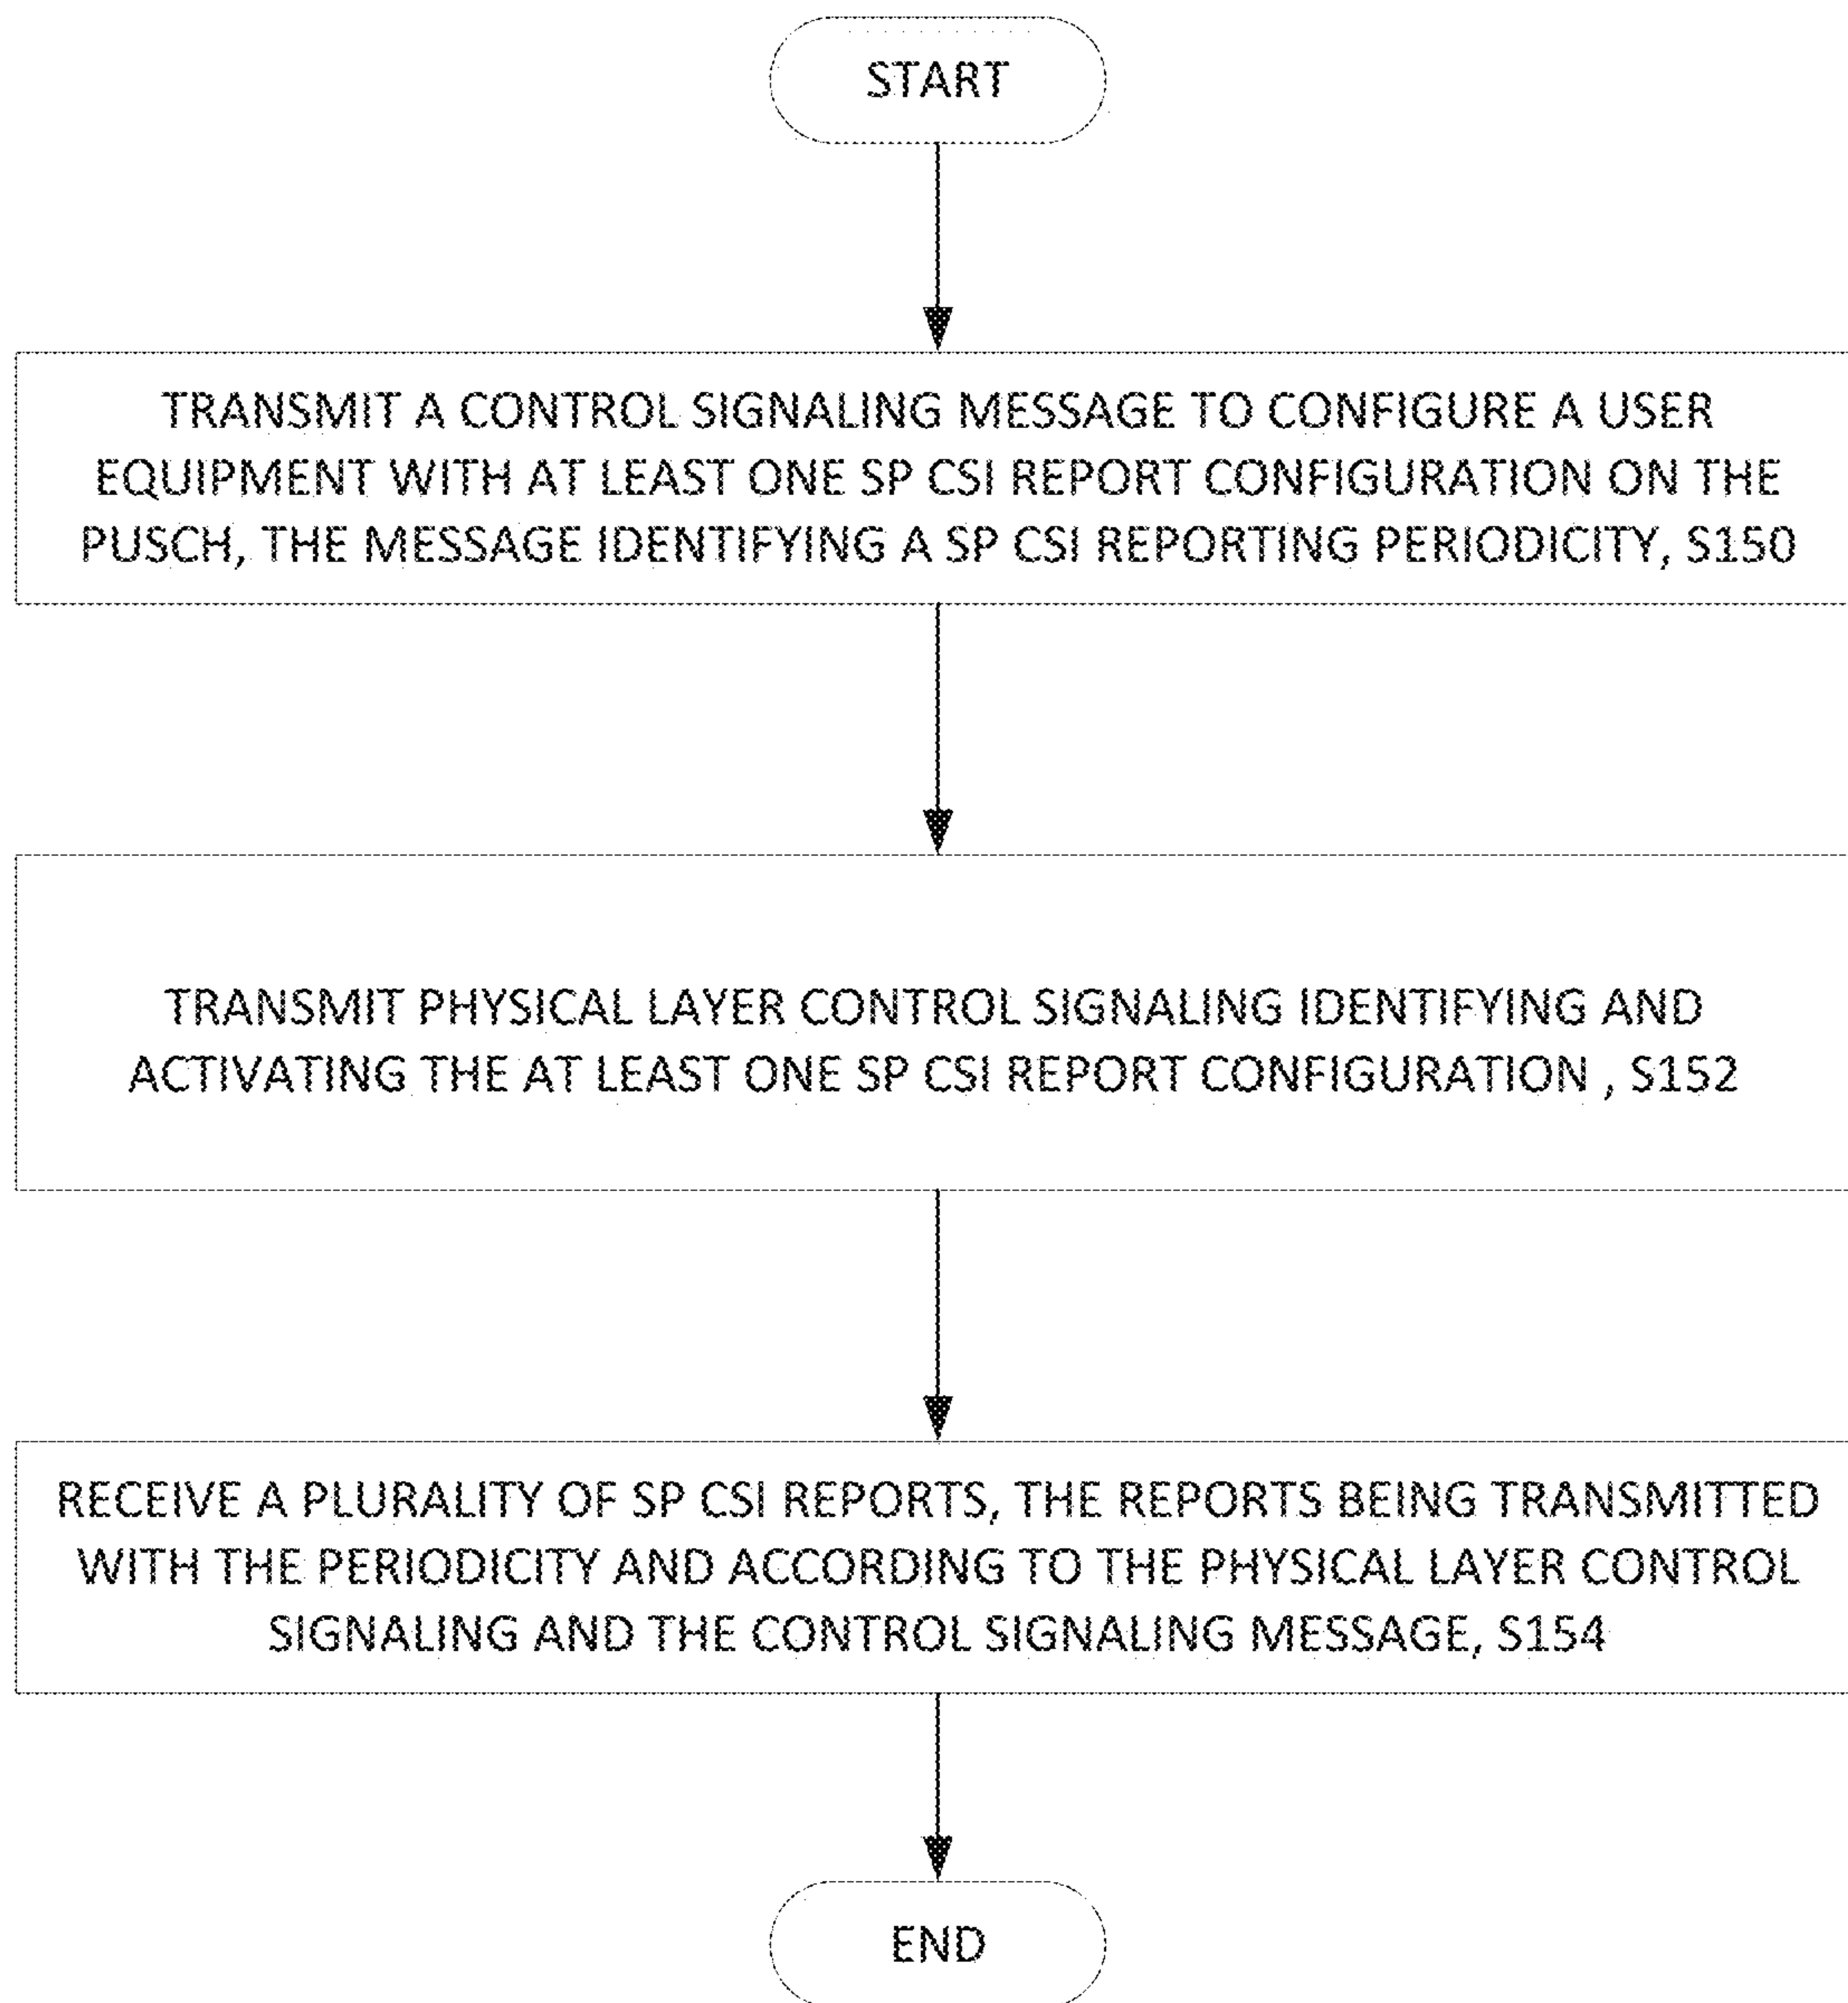 START
TRANSMIT A CONTROL SIGNALING MESSAGE TO CONFIGURE A USER
EQUIPMENT WITH AT LEAST ONE SP CSI REPORT CONFIGURATION ON THE
PUSCH, THE MESSAGE IDENTIFYING A SP CSI REPORTING PERIODICITY, S150
TRANSMIT PHYSICAL LAYER CONTROL SIGNALING IDENTIFYING AND
ACTIVATING THE AT LEAST ONE SP CSI REPORT CONFIGURATION , S152
RECEIVE A PLURALITY OF SP CSI REPORTS, THE REPORTS BEING TRANSMITTED
WITH THE PERIODICITY AND ACCORDING TO THE PHYSICAL LAYER CONTROL
SIGNALING AND THE CONTROL SIGNALING MESSAGE, S154
END